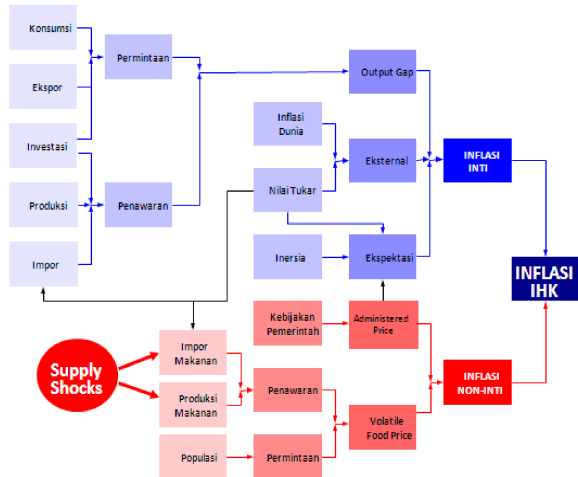 Konsumsi
Permintaan
Ekspor
Output Gap
Inflasi
Dunia
Investasi
Eksternal
INFLASI
INTI
Produksi
Penawaran
Nilai Tukar
Impor
Inersia
Ekspektasi
INFLASI
IHK
Kebijakan
Pemerintah
Administered
Price
Supply
Shocks
Impor
Makanan
Produksi
Makanan
Penawaran
INFLASI
NON-INTI
Volatile
Food Price
Populasi
Permintaan